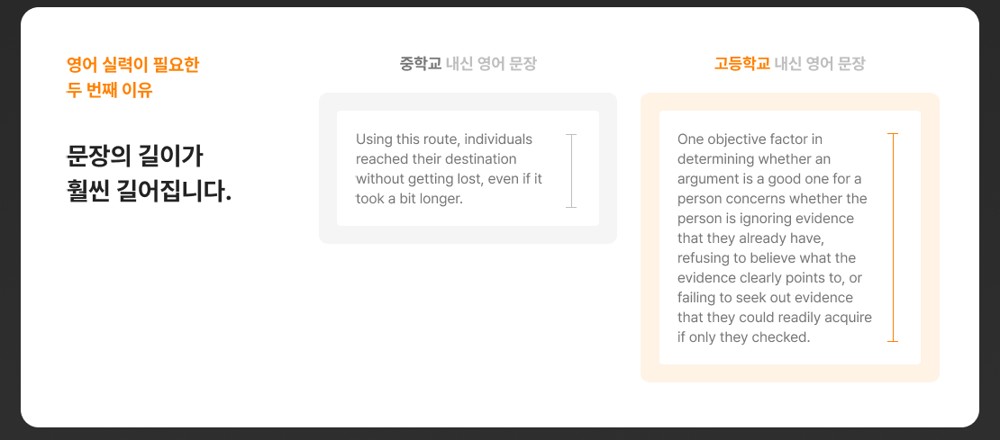 영어 실력이 필요한
두 번째 이유
문장의 길이가
훨씬 길어집니다.
중학교 내신 영어 문장
Using this route, individuals
reached their destination
without getting lost, even if it
took a bit longer.
고등학교 내신 영어 문장
One objective factor in
determining whether an
argument is a good one for a
person concerns whether the
person is ignoring evidence
that they already have,
refusing to believe what the
evidence clearly points to, or
failing to seek out evidence
that they could readily acquire
if only they checked.